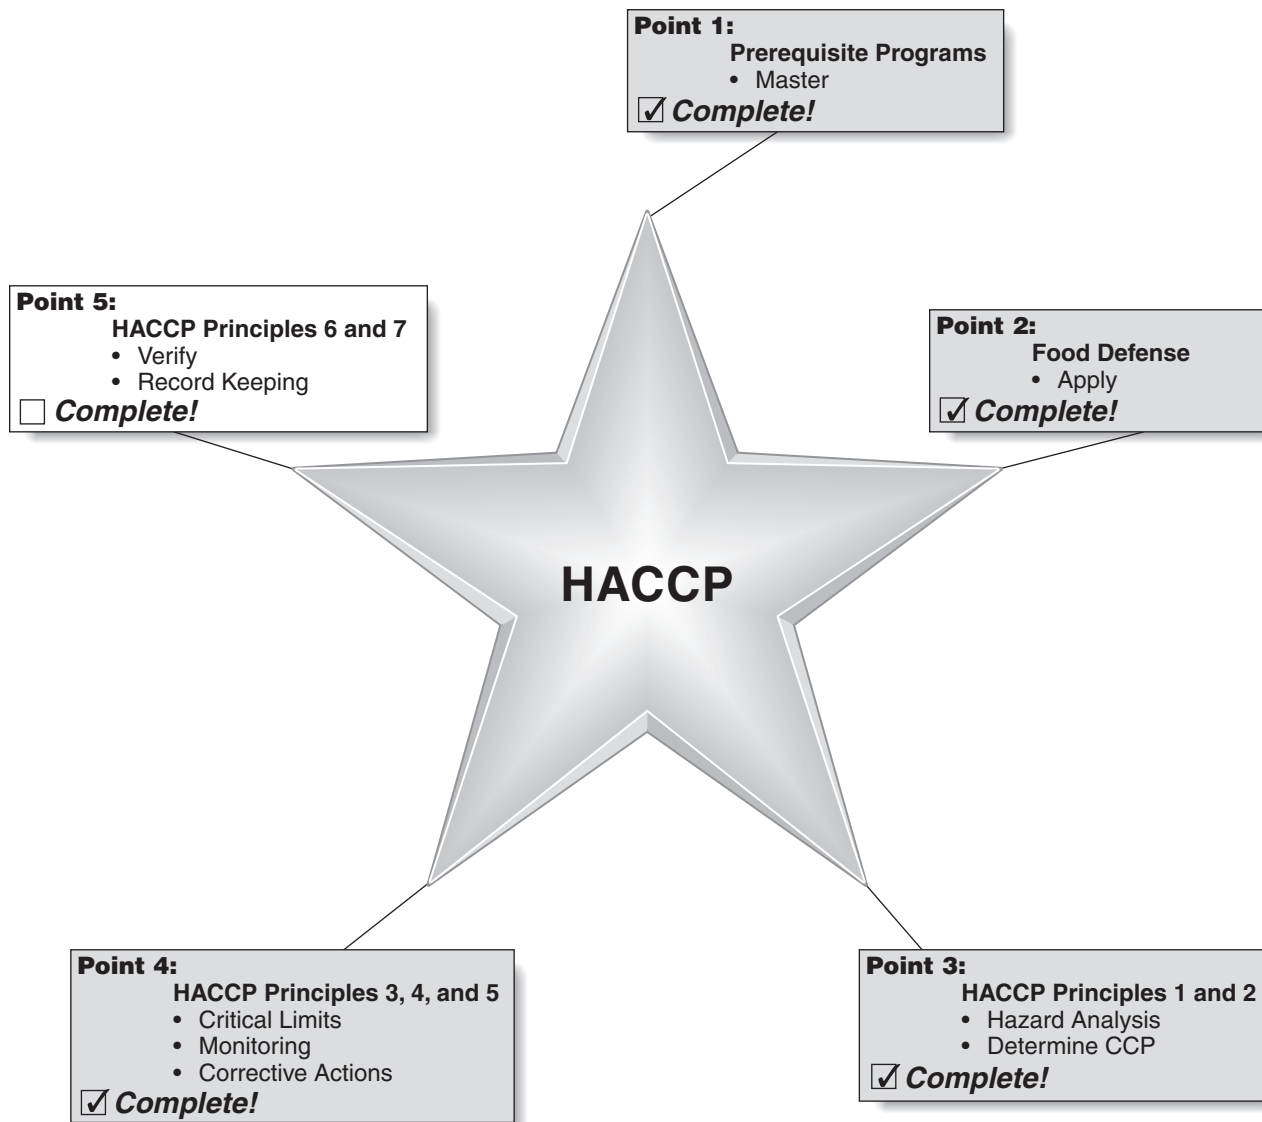 Point 1:
Prerequisite Programs
• Master
☑ Complete!
Point 5:
HACCP Principles 6 and 7
• Verify
• Record Keeping
☐ Complete!
Point 2:
Food Defense
• Apply
☑ Complete!
HACCP
Point 4:
HACCP Principles 3, 4, and 5
• Critical Limits
• Monitoring
• Corrective Actions
☑ Complete!
Point 3:
HACCP Principles 1 and 2
• Hazard Analysis
• Determine CCP
☑ Complete!